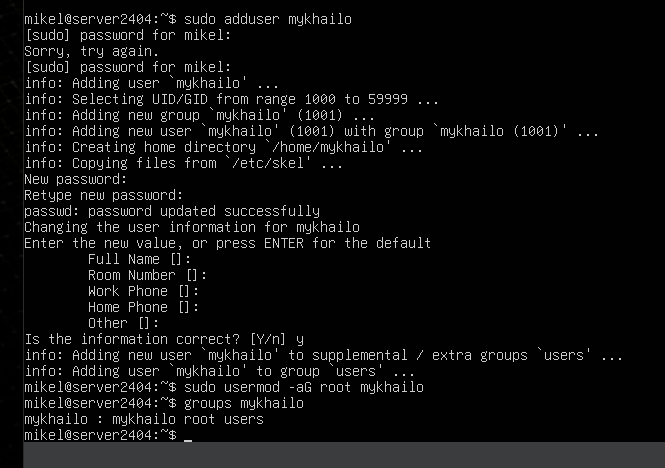 mikel@server2404:~$ sudo adduser mykhailo
[sudo] password for mikel:
Sorry, try again.
[sudo] password for mikel:
info: Adding user `mykhailo' ...
info: Selecting UID/GID from range 1000 to 59999 ...
info: Adding new group `mykhailo' (1001) ...
info: Adding new user `mykhailo' (1001) with group `mykhailo (1001)' ...
info: Creating home directory `/home/mykhailo' ...
info: Copying files from `/etc/skel' ...
New password:
Retype new password:
passwd: password updated successfully
Changing the user information for mykhailo
Enter the new value, or press ENTER for the default
        Full Name []:
        Room Number []:
        Work Phone []:
        Home Phone []:
        Other []:
Is the information correct? [Y/n] y
info: Adding new user `mykhailo' to supplemental / extra groups `users' ...
info: Adding user `mykhailo' to group `users' ...
mikel@server2404:~$ sudo usermod -aG root mykhailo
mikel@server2404:~$ groups mykhailo
mykhailo : mykhailo root users
mikel@server2404:~$ _